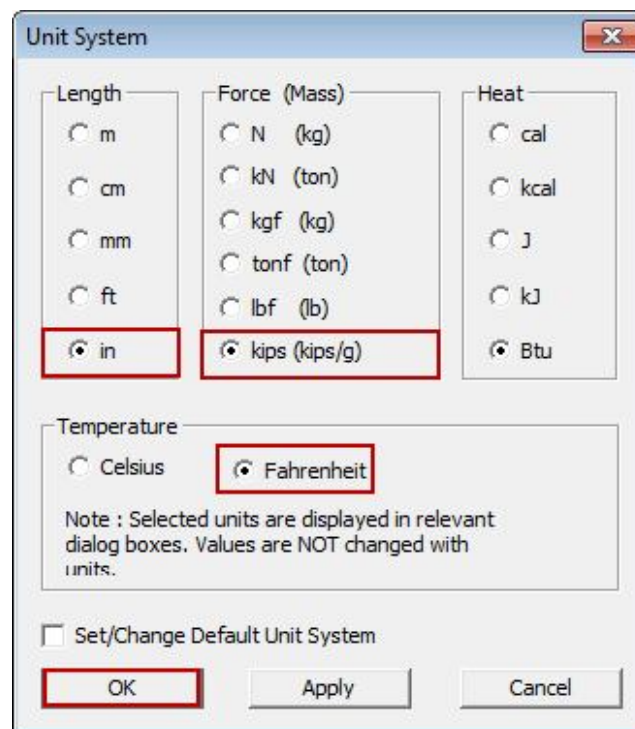 Unit System
Length
m
cm
mm
ft
in
Force (Mass)
N (kg)
kN (ton)
kgf (kg)
tonf (ton)
lbf (lb)
kips (kips/g)
Heat
cal
kcal
J
kJ
Btu
Temperature
Celsius
Fahrenheit
Note : Selected units are displayed in relevant
dialog boxes. Values are NOT changed with
units.
Set/Change Default Unit System
OK
Apply
Cancel